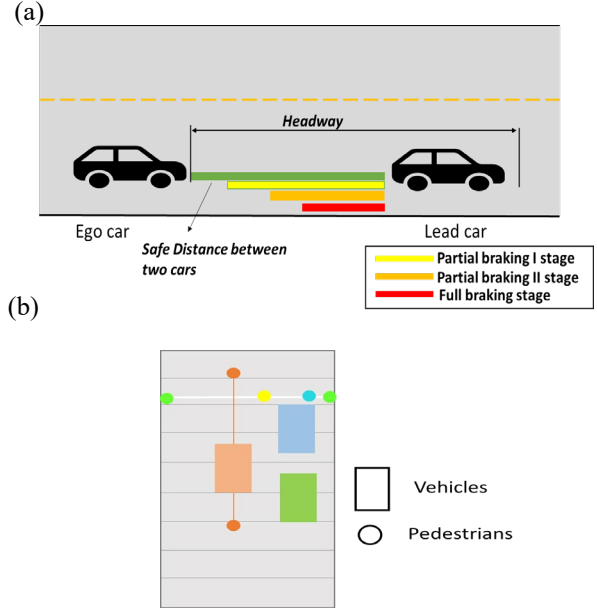 (a)
Headway
Ego car
Lead car
Safe Distance between
two cars
Partial braking I stage
Partial braking II stage
Full braking stage
(b)
Vehicles
Pedestrians